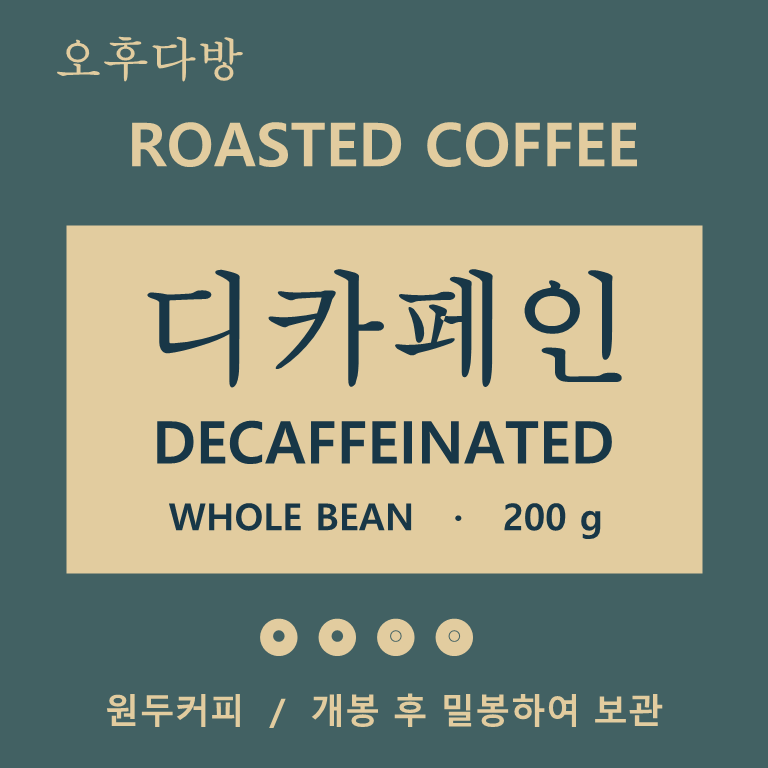 오후다방
ROASTED COFFEE
디카페인
DECAFFEINATED
WHOLE BEAN · 200 g
원두커피 / 개봉 후 밀봉하여 보관